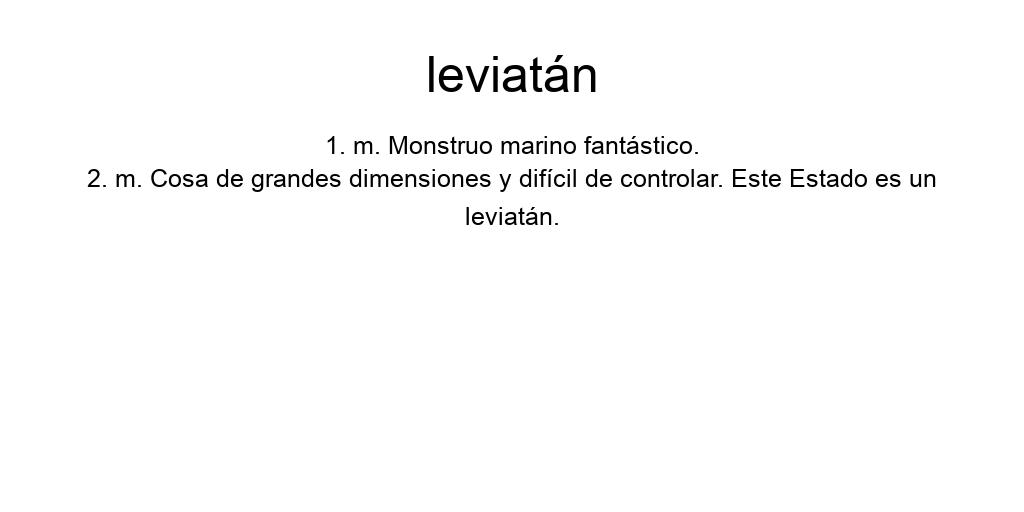 leviatán
1. m. Monstruo marino fantástico.
2. m. Cosa de grandes dimensiones y difícil de controlar. Este Estado es un
leviatán.